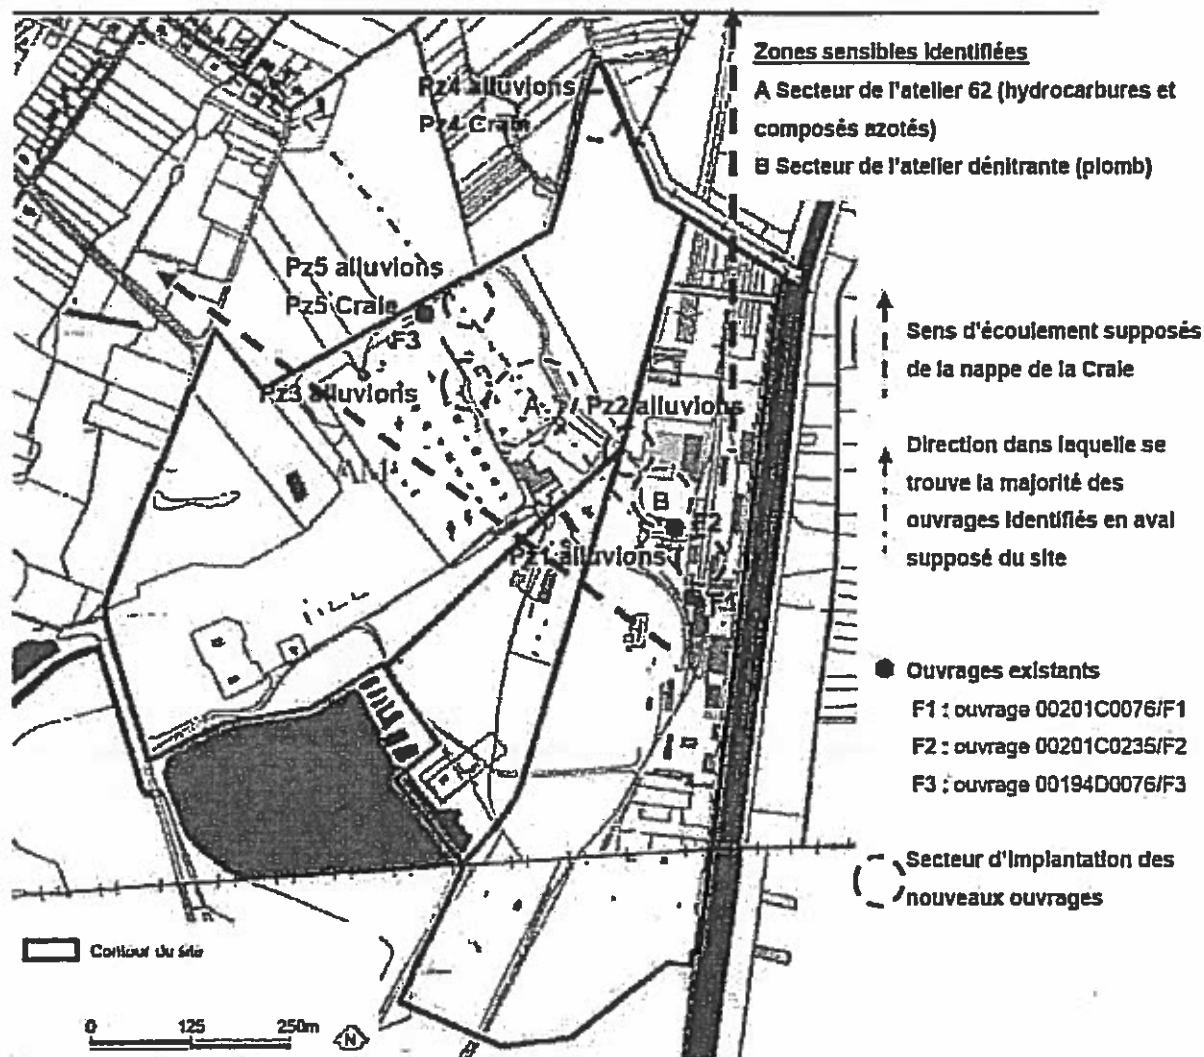 Zones sensibles identifiées
A Secteur de l'atelier 62 (hydrocarbures et
composés azotés)
B Secteur de l'atelier dénitrante (plomb)
Pz4 alluvions
Pz4 Craie
Pz5 alluvions
Pz5 Craie
F3
Pz3 alluvions
A
Pz2 alluvions
B
F2
Pz1 alluvions
F1
Sens d'écoulement supposés
de la nappe de la Craie
Direction dans laquelle se
trouve la majorité des
ouvrages identifiés en aval
supposé du site
Ouvrages existants
F1 : ouvrage 00201C0076/F1
F2 : ouvrage 00201C0235/F2
F3 : ouvrage 00194D0076/F3
Secteur d'implantation des
nouveaux ouvrages
Contour du site
0 125 250m
N